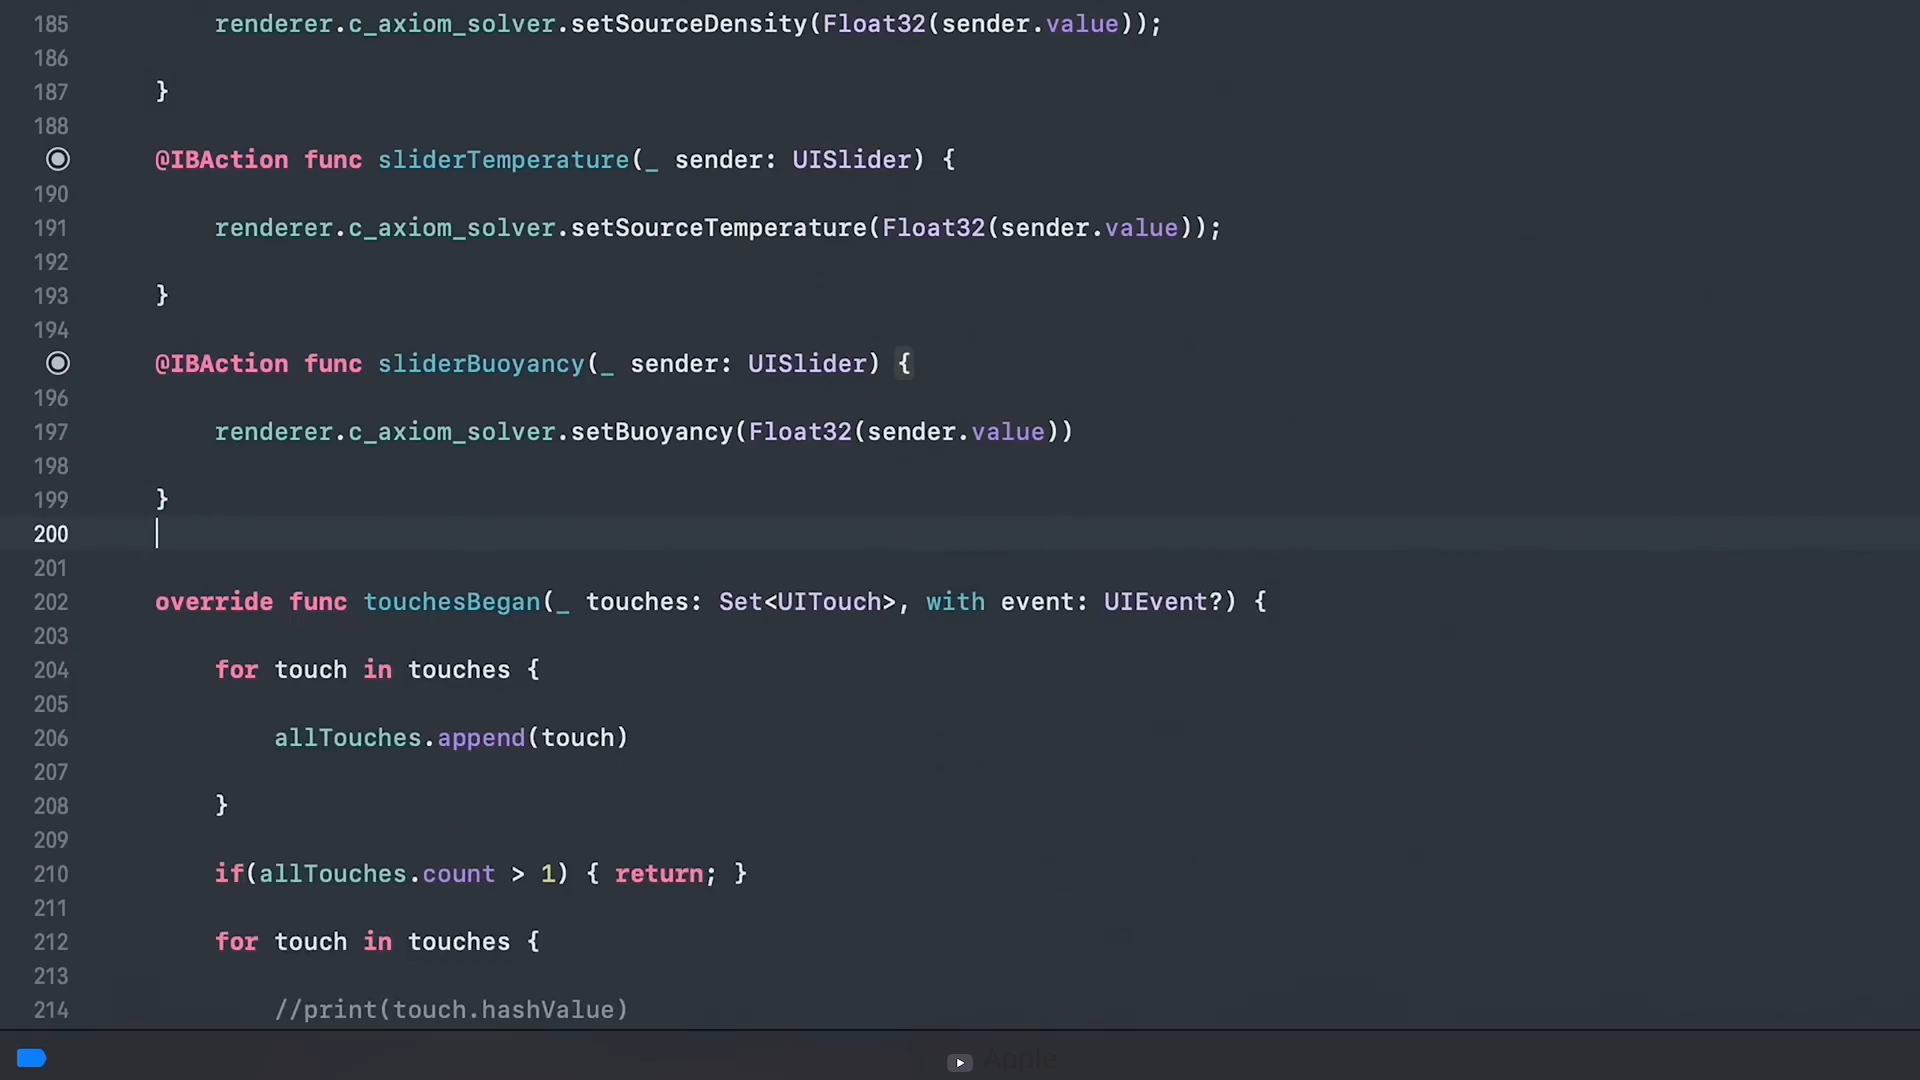 185 renderer.c_axiom_solver.setSourceDensity(Float32(sender.value));
186
187 }
188
@IBAction func sliderTemperature(_ sender: UISlider) {
190
191 renderer.c_axiom_solver.setSourceTemperature(Float32(sender.value));
192
193 }
194
@IBAction func sliderBuoyancy(_ sender: UISlider) {
196
197 renderer.c_axiom_solver.setBuoyancy(Float32(sender.value))
198
199 }
200
201
202 override func touchesBegan(_ touches: Set<UITouch>, with event: UIEvent?) {
203
204 for touch in touches {
205
206 allTouches.append(touch)
207
208 }
209
210 if(allTouches.count > 1) { return; }
211
212 for touch in touches {
213
214 //print(touch.hashValue)
Apple